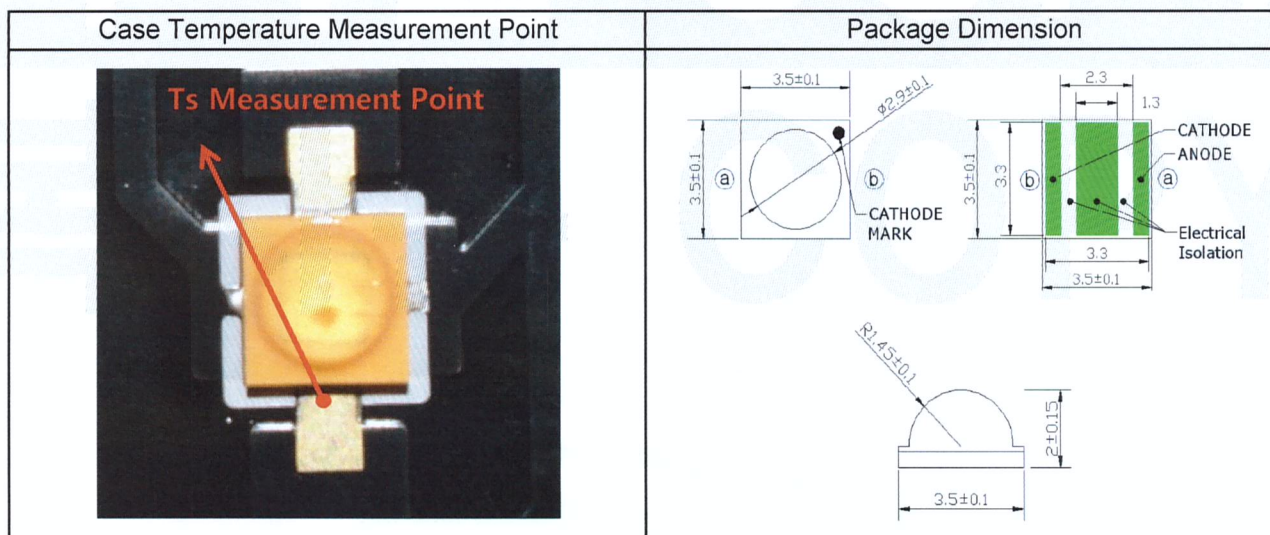 Case Temperature Measurement Point
Package Dimension
Ts Measurement Point
3.5±0.1
ø2.9±0.1
3.5±0.1
a
b
CATHODE
MARK
2.3
1.3
3.5±0.1
3.3
b
a
CATHODE
ANODE
Electrical
Isolation
3.3
3.5±0.1
R1.45±0.1
2±0.15
3.5±0.1